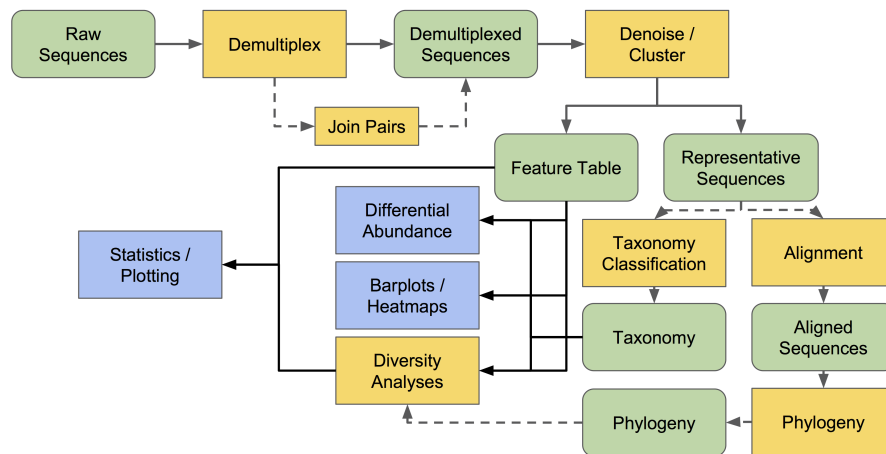 Raw
Sequences
Demultiplex
Demultiplexed
Sequences
Denoise /
Cluster
Join Pairs
Feature Table
Representative
Sequences
Differential
Abundance
Taxonomy
Classification
Alignment
Statistics /
Plotting
Barplots /
Heatmaps
Taxonomy
Aligned
Sequences
Diversity
Analyses
Phylogeny
Phylogeny